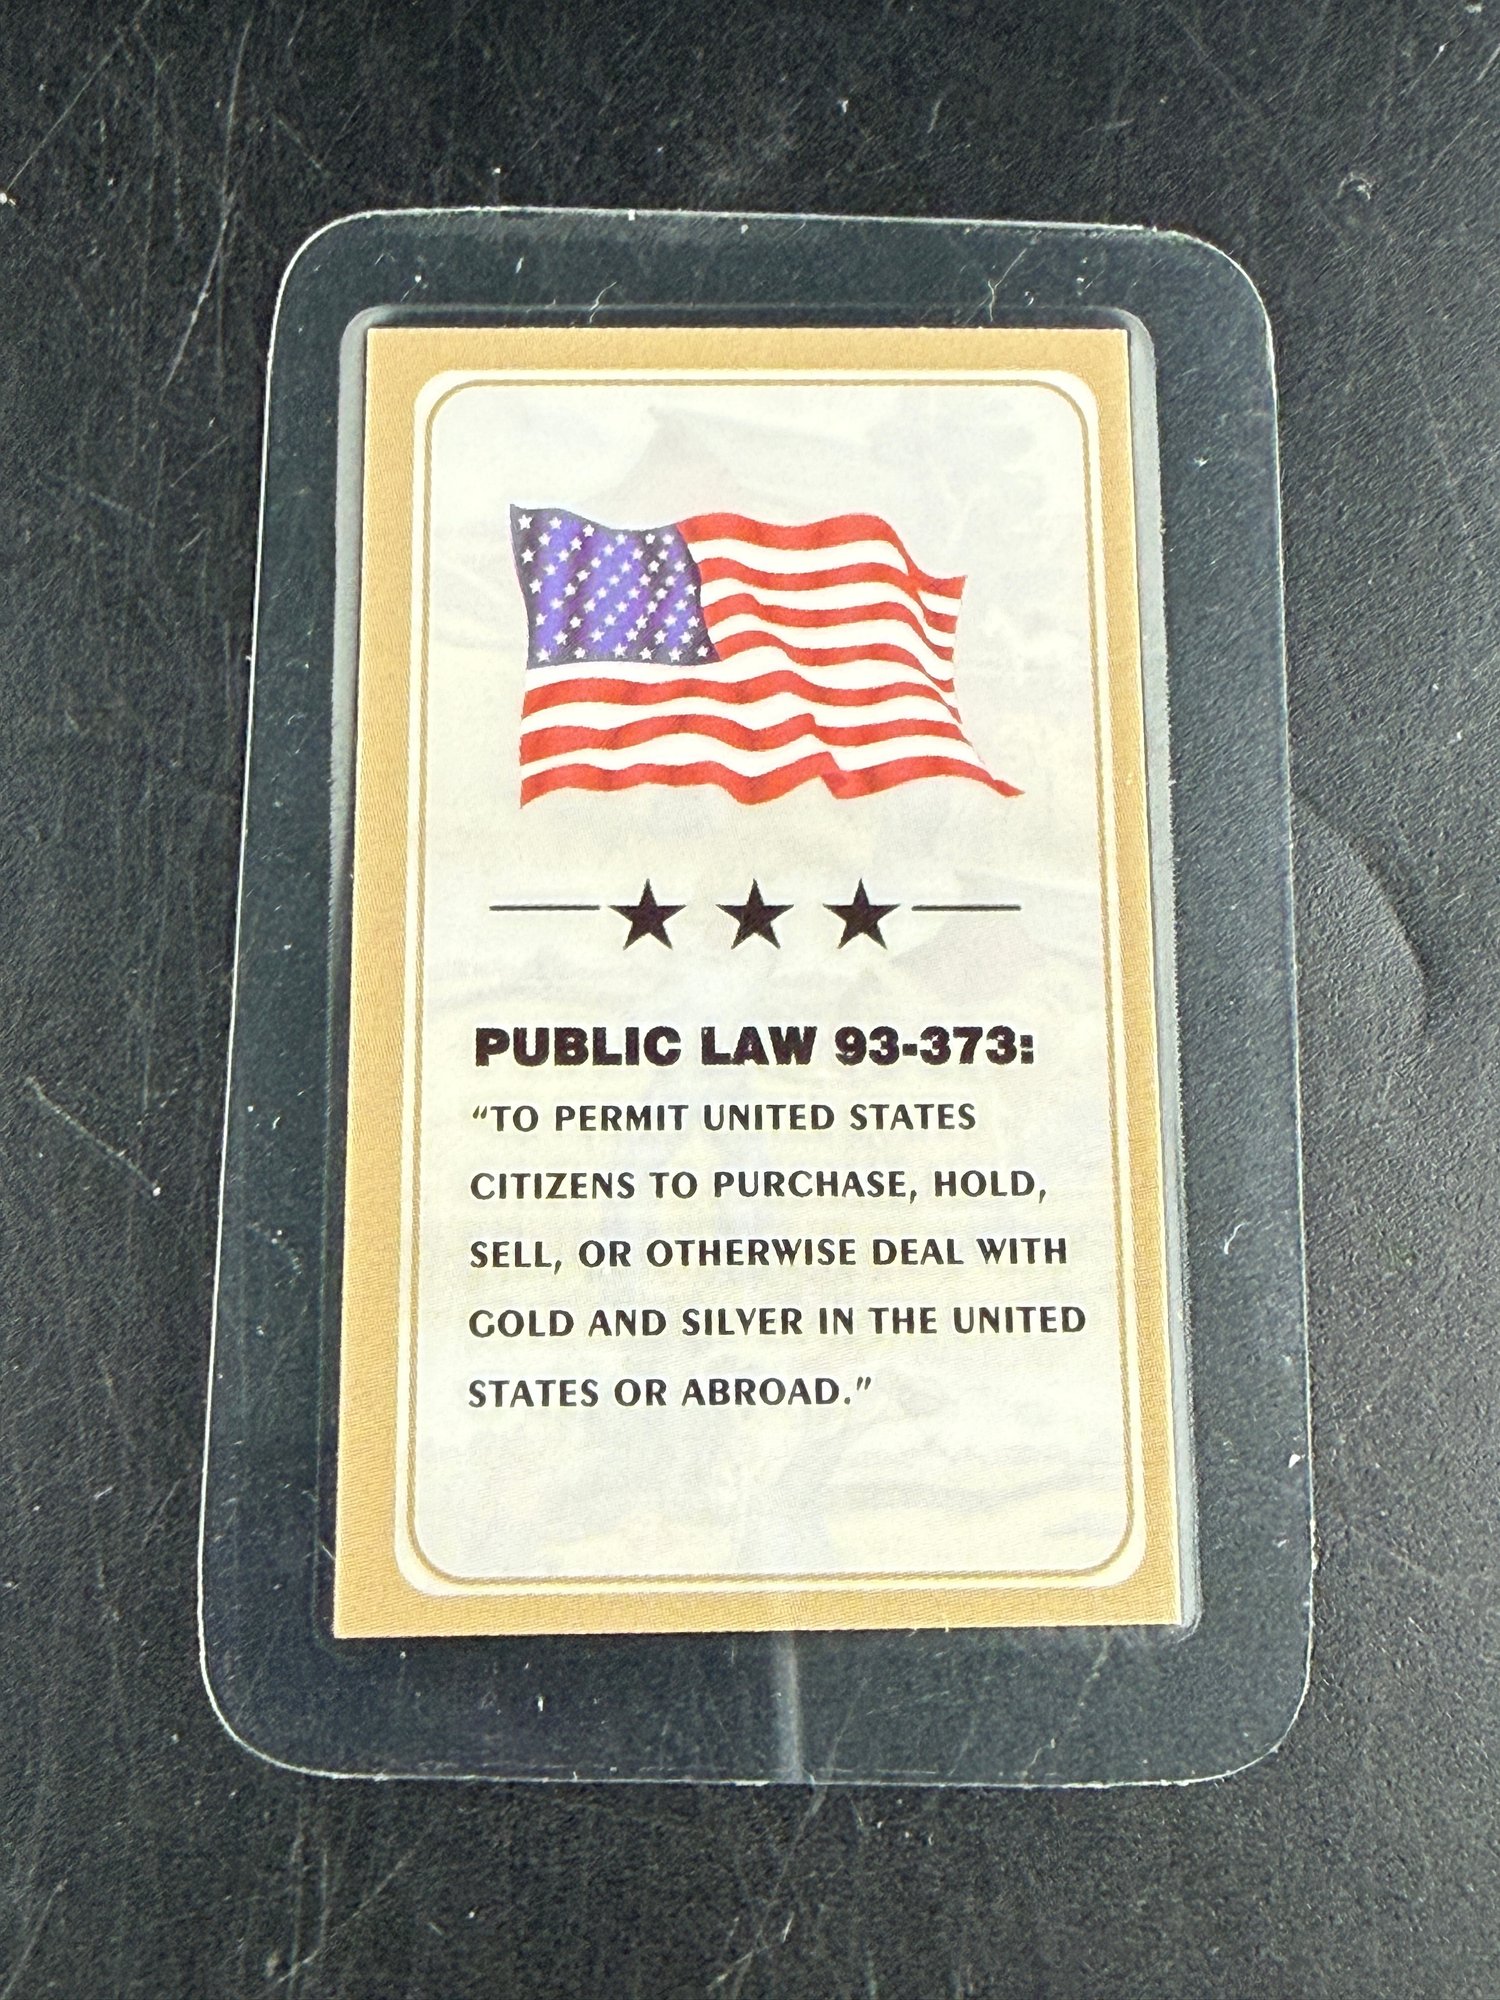 PUBLIC LAW 93-373:
“TO PERMIT UNITED STATES
CITIZENS TO PURCHASE, HOLD,
SELL, OR OTHERWISE DEAL WITH
GOLD AND SILVER IN THE UNITED
STATES OR ABROAD.”